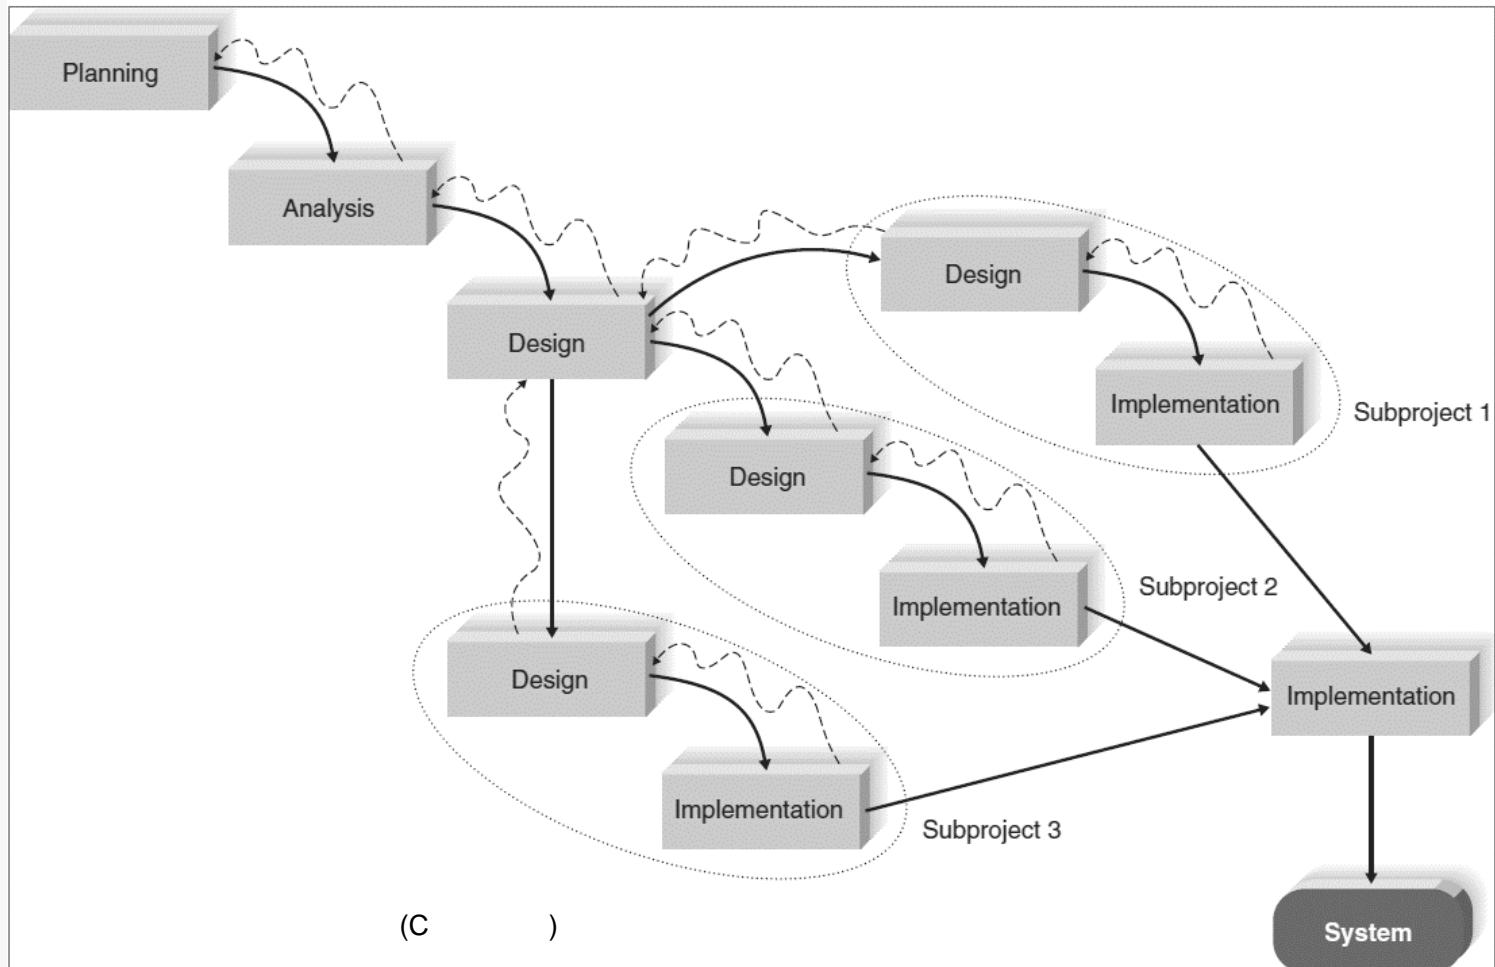 Planning
Analysis
Design
Design
Implementation
Subproject 1
Design
Implementation
Subproject 2
Design
Implementation
Subproject 3
Implementation
System
(C )